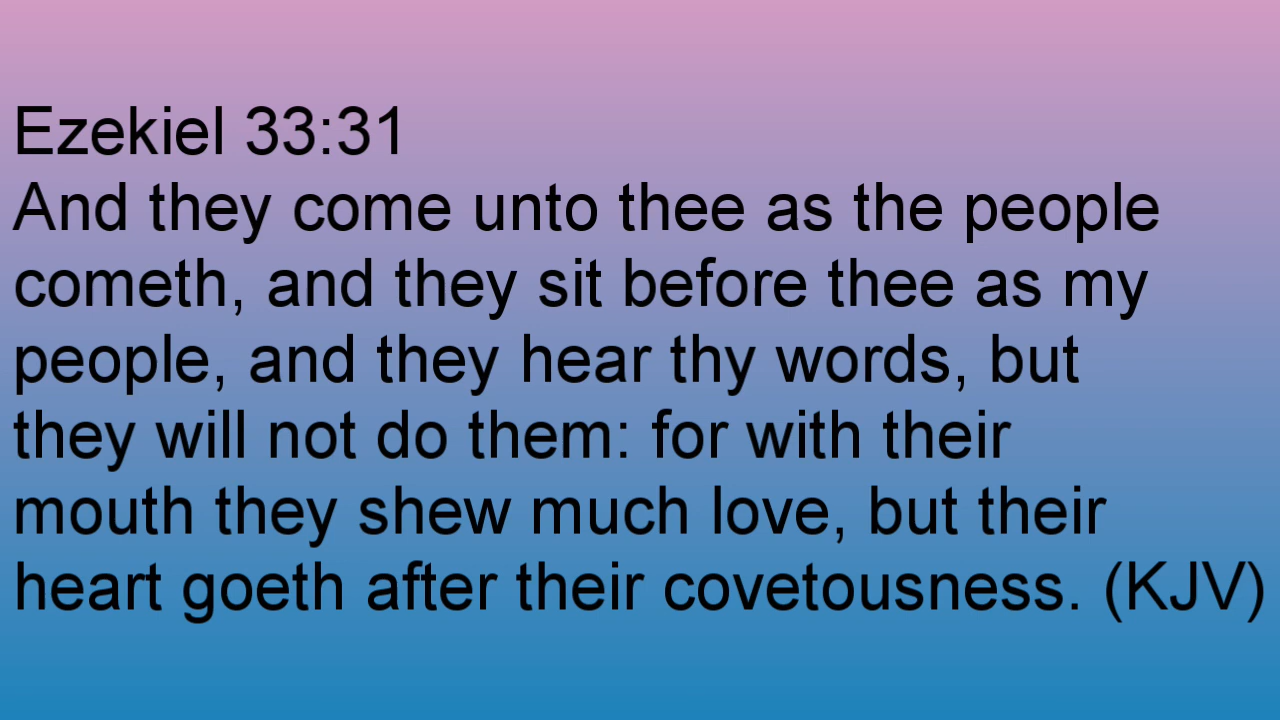 Ezekiel 33:31
And they come unto thee as the people
cometh, and they sit before thee as my
people, and they hear thy words, but
they will not do them: for with their
mouth they shew much love, but their
heart goeth after their covetousness. (KJV)